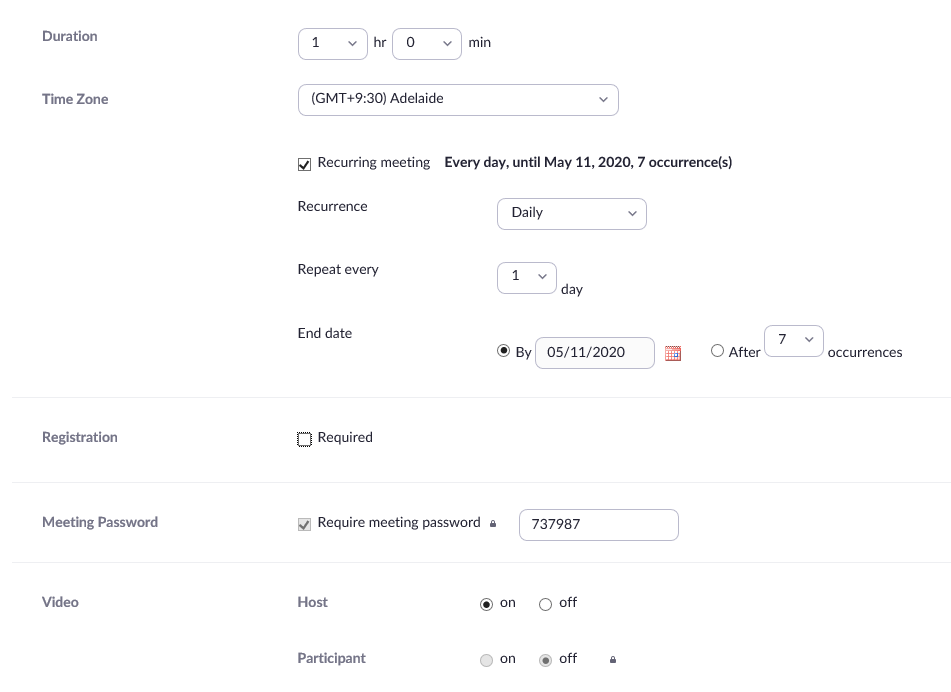 Duration 1 hr 0 min
Time Zone (GMT+9:30) Adelaide
Recurring meeting Every day, until May 11, 2020, 7 occurrence(s)
Recurrence Daily
Repeat every 1 day
End date By 05/11/2020 After 7 occurrences
Registration Required
Meeting Password Require meeting password 737987
Video Host on off
Participant on off